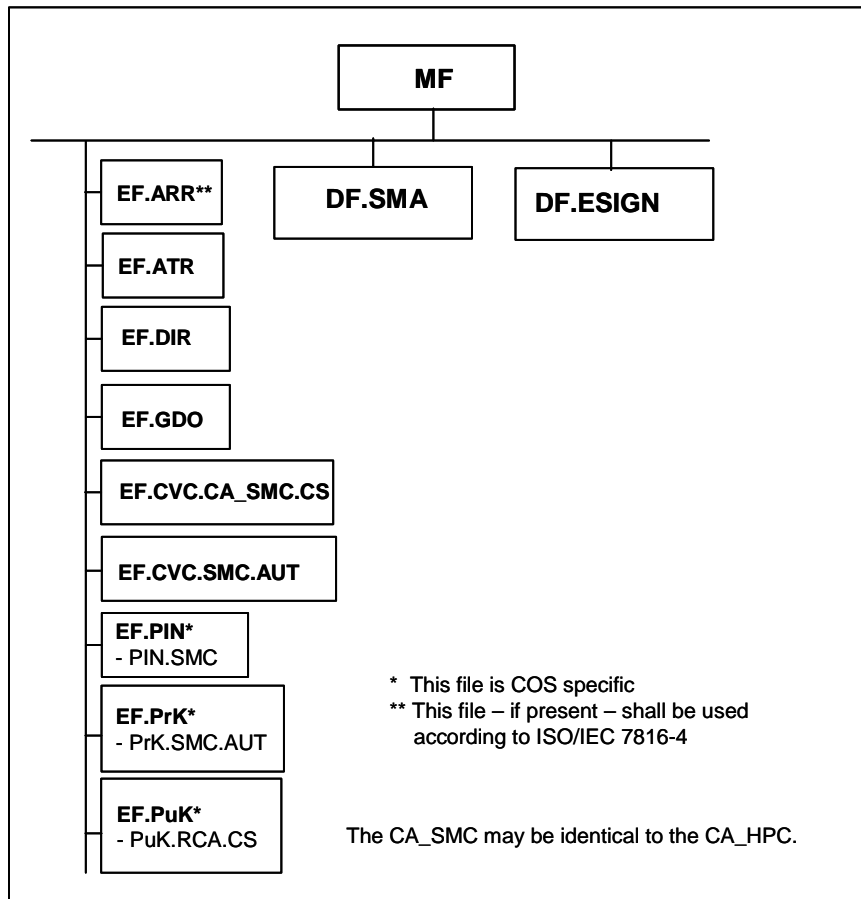 MF
EF.ARR**
DF.SMA
DF.ESIGN
EF.ATR
EF.DIR
EF.GDO
EF.CVC.CA_SMC.CS
EF.CVC.SMC.AUT
EF.PIN*
- PIN.SMC
EF.PrK*
- PrK.SMC.AUT
EF.PuK*
- PuK.RCA.CS
* This file is COS specific
** This file – if present – shall be used
according to ISO/IEC 7816-4
The CA_SMC may be identical to the CA_HPC.